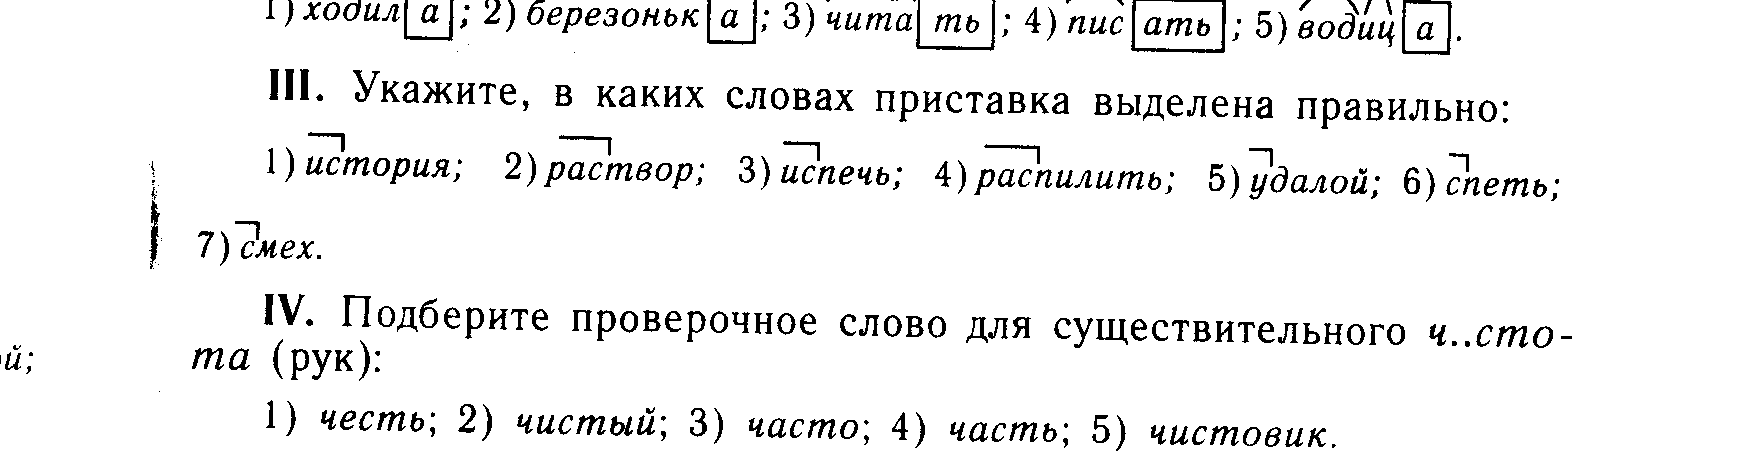 1) ходила; 2) березонька; 3) читать; 4) писать; 5) водица.
III. Укажите, в каких словах приставка выделена правильно:
1) история; 2) раствор; 3) испечь; 4) распилить; 5) удалой; 6) спеть;
7) смех.
IV. Подберите проверочное слово для существительного ч..сто-
й;
та (рук):
1) честь; 2) чистый; 3) часто; 4) часть; 5) чистовик.